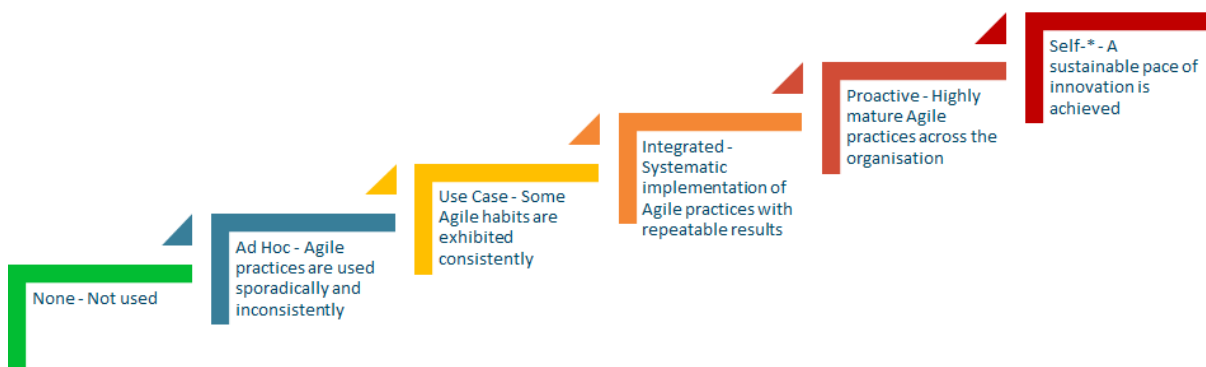 None - Not used
Ad Hoc - Agile
practices are used
sporadically and
inconsistently
Use Case - Some
Agile habits are
exhibited
consistently
Integrated -
Systematic
implementation of
Agile practices with
repeatable results
Proactive - Highly
mature Agile
practices across the
organisation
Self-* - A
sustainable pace of
innovation is
achieved